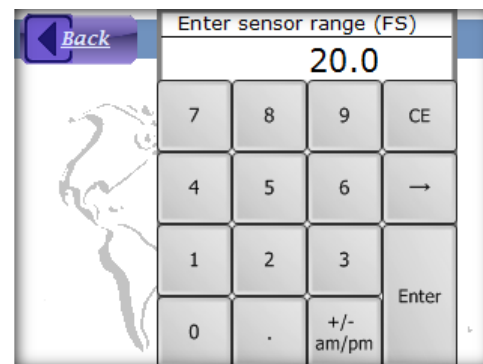 Back
Enter sensor range (FS)
20.0
7 8 9 CE
4 5 6 →
1 2 3
Enter
0 . +/-
am/pm